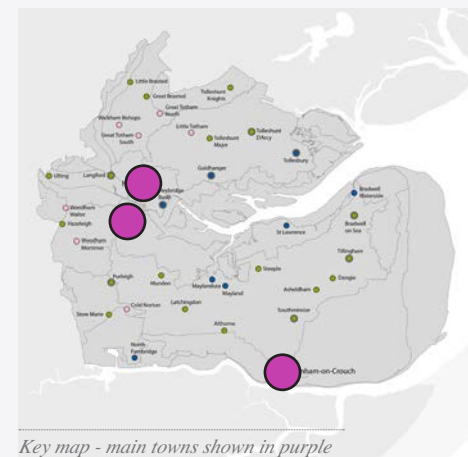 Little Braxted
Great Braxted
Tolleshunt
Knights
Great Totham
North
Wickham Bishops
Great Totham
South
Little Totham
Tolleshunt
Major
Tolleshunt
D'Arcy
Tollesbury
Goldhanger
Ulting
Langford
Heybridge
Basin
Woodham
Walter
Hazeleigh
Woodham
Mortimer
Bradwell
Waterside
Bradwell
on Sea
St Lawrence
Tillingham
Steeple
Dengie
Asheldham
Purleigh
Mundon
Maylandsea
Mayland
Cold Norton
Latchingdon
Stow Maries
Southminster
Althorne
North
Fambridge
nham-on-Crouch
Key map - main towns shown in purple